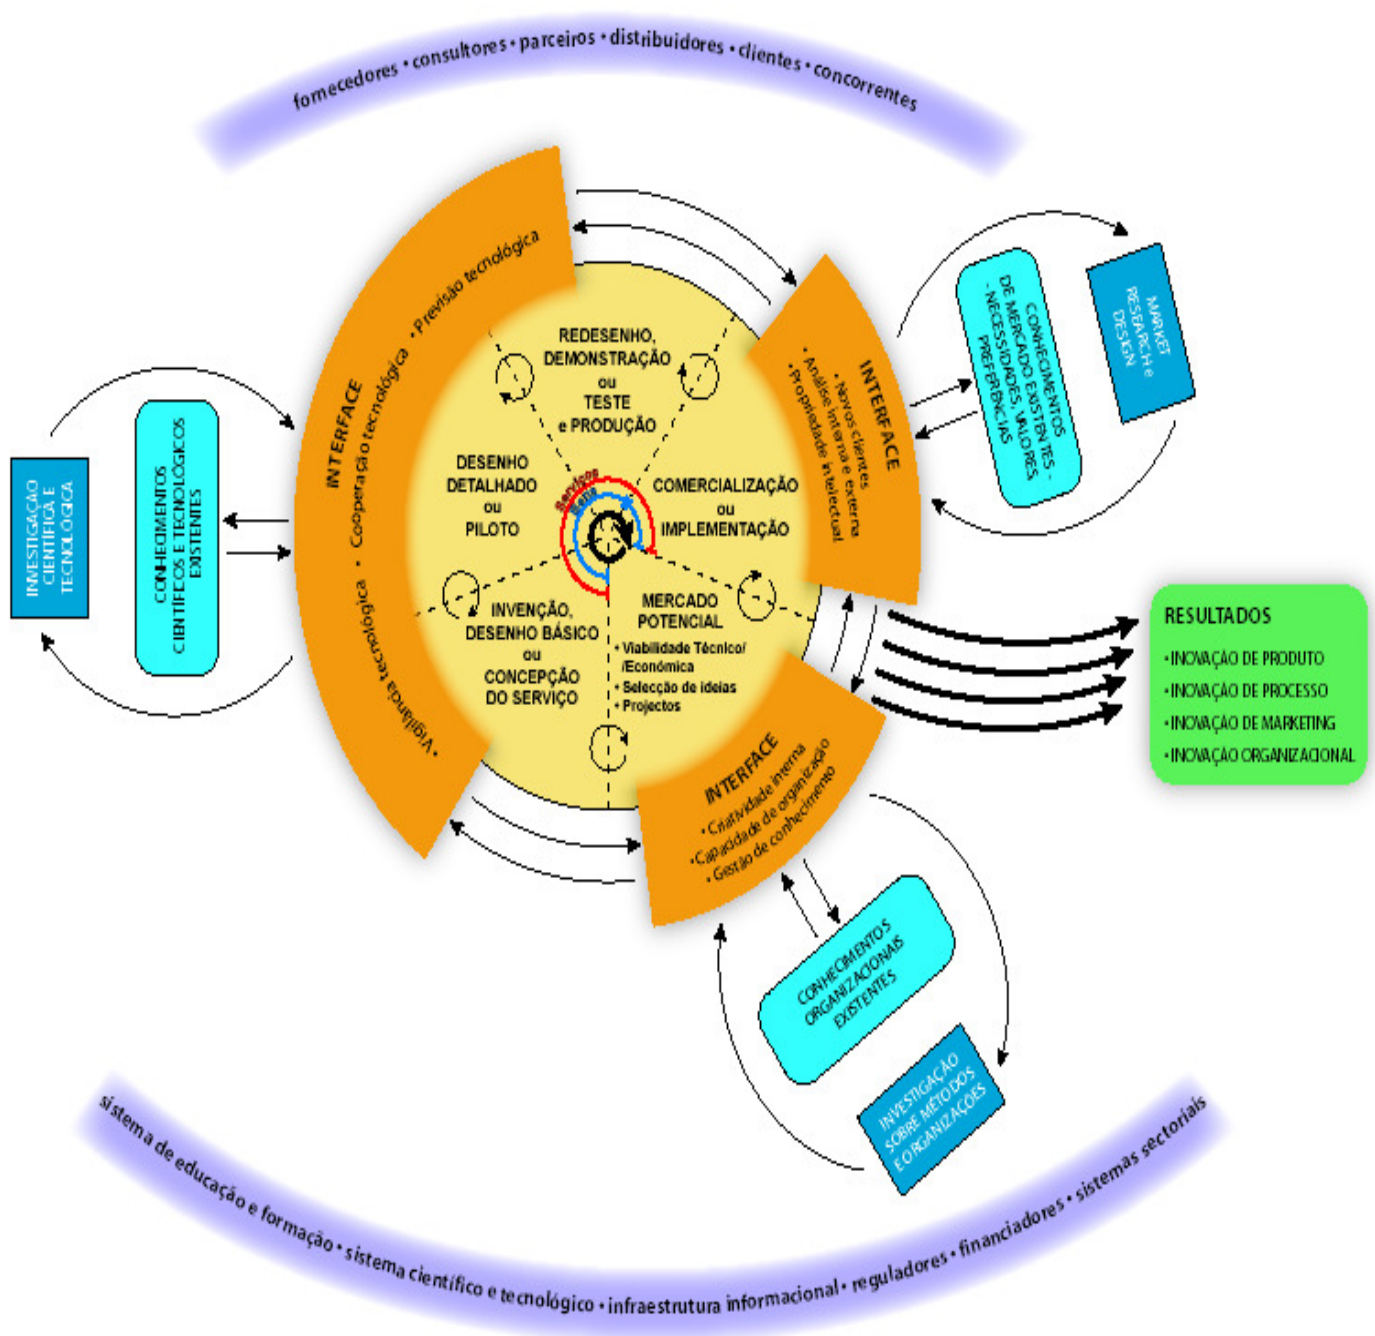 fornecedores • consultores • parceiros • distribuidores • clientes • concorrentes
INTERFACE
• Vigilância tecnológica • Cooperação tecnológica • Previsão tecnológica
REDESENHO,
DEMONSTRAÇÃO
ou
TESTE
e PRODUÇÃO
DESENHO
DETALHADO
ou
PILOTO
Serviços
Bens
COMERCIALIZAÇÃO
ou
IMPLEMENTAÇÃO
INVENÇÃO,
DESENHO BÁSICO
ou
CONCEPÇÃO
DO SERVIÇO
MERCADO
POTENCIAL
• Viabilidade Técnico/
/Económica
• Selecção de ideias
• Projectos
INTERFACE
• Novos clientes
• Análise interna e externa
• Propriedade intelectual
CONHECIMENTOS
DE MERCADO EXISTENTES -
- NECESSIDADES, VALORES,
PREFERÊNCIAS
MARKET
RESEARCH e
DESIGN
INVESTIGAÇÃO
CIENTÍFICA E
TECNOLÓGICA
CONHECIMENTOS
CIENTÍFICOS E TECNOLÓGICOS
EXISTENTES
RESULTADOS
• INOVAÇÃO DE PRODUTO
• INOVAÇÃO DE PROCESSO
• INOVAÇÃO DE MARKETING
• INOVAÇÃO ORGANIZACIONAL
INTERFACE
• Criatividade interna
• Capacidade de organização
• Gestão de conhecimento
CONHECIMENTOS
ORGANIZACIONAIS
EXISTENTES
INVESTIGAÇÃO
SOBRE MÉTODOS
E ORGANIZAÇÕES
sistema de educação e formação • sistema científico e tecnológico • infraestrutura informacional • reguladores • financiadores • sistemas sectoriais